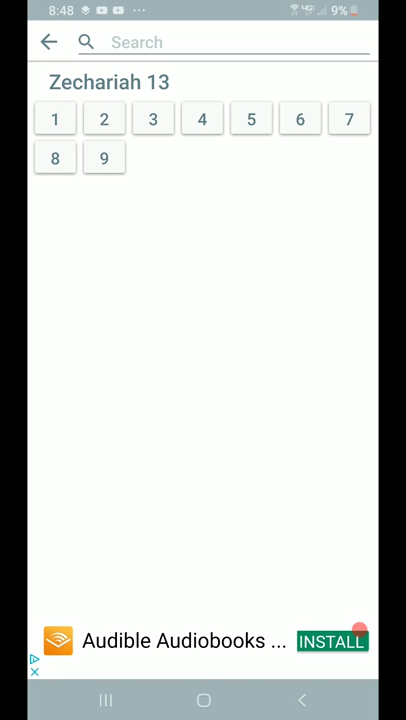 8:48 9%
Search
Zechariah 13
1 2 3 4 5 6 7
8 9
Audible Audiobooks ... INSTALL